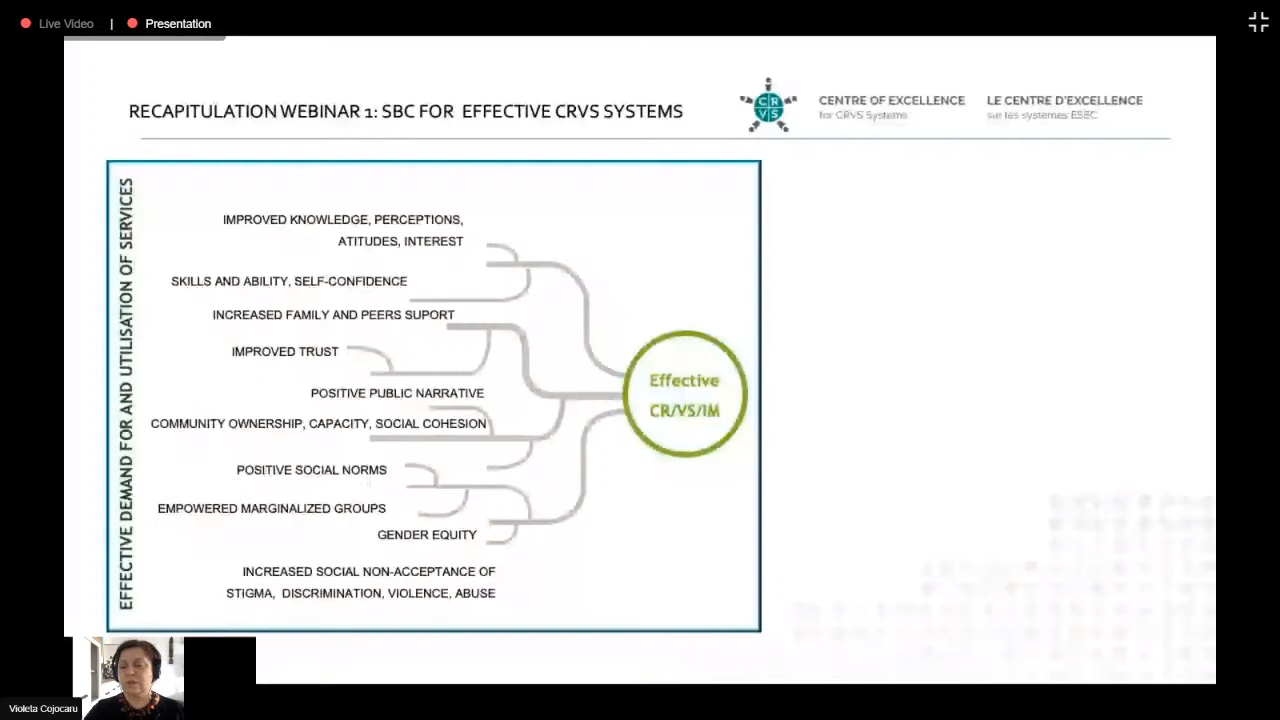 Live Video | Presentation
RECAPITULATION WEBINAR 1: SBC FOR EFFECTIVE CRVS SYSTEMS
C R
V S
CENTRE OF EXCELLENCE
for CRVS Systems
LE CENTRE D'EXCELLENCE
sur les systèmes ESEC
EFFECTIVE DEMAND FOR AND UTILISATION OF SERVICES
IMPROVED KNOWLEDGE, PERCEPTIONS,
ATITUDES, INTEREST
SKILLS AND ABILITY, SELF-CONFIDENCE
INCREASED FAMILY AND PEERS SUPORT
IMPROVED TRUST
POSITIVE PUBLIC NARRATIVE
COMMUNITY OWNERSHIP, CAPACITY, SOCIAL COHESION
POSITIVE SOCIAL NORMS
EMPOWERED MARGINALIZED GROUPS
GENDER EQUITY
INCREASED SOCIAL NON-ACCEPTANCE OF
STIGMA, DISCRIMINATION, VIOLENCE, ABUSE
Effective
CR/VS/IM
Violeta Cojocaru